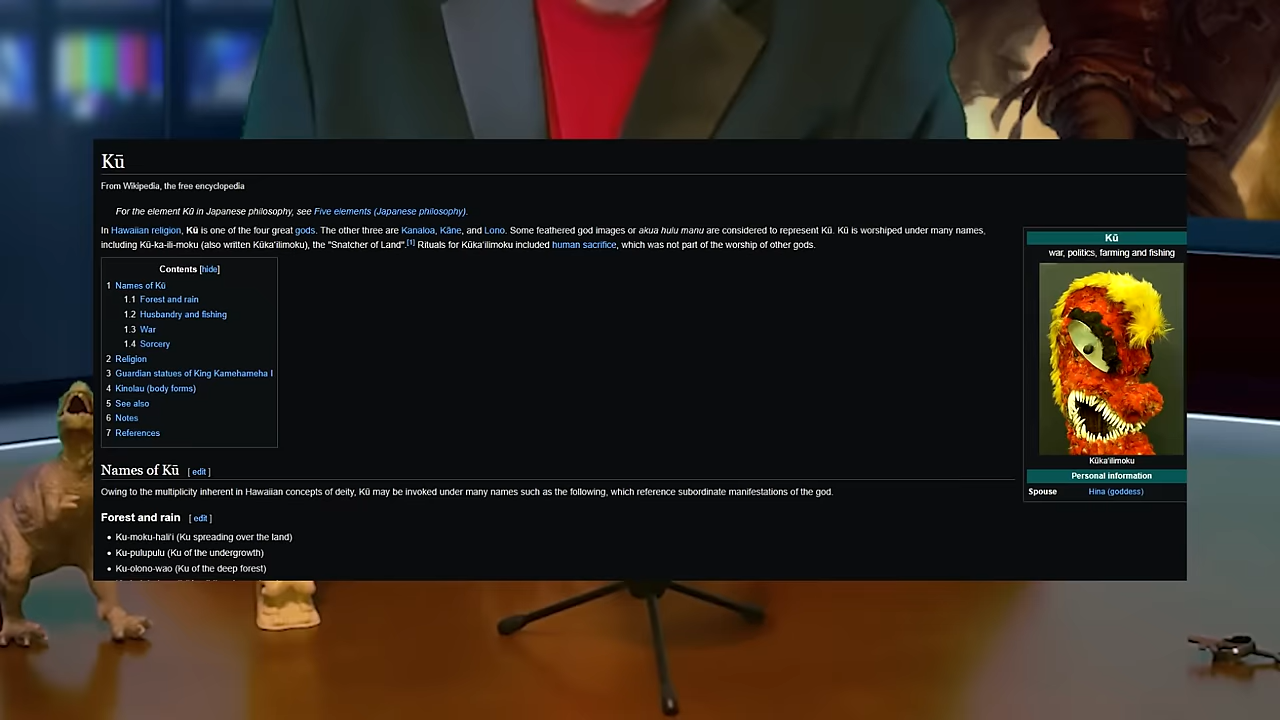 Kū
From Wikipedia, the free encyclopedia
For the element Kū in Japanese philosophy, see Five elements (Japanese philosophy).
In Hawaiian religion, Kū is one of the four great gods. The other three are Kanaloa, Kāne, and Lono. Some feathered god images or akua hulu manu are considered to represent Kū. Kū is worshiped under many names,
including Kū-ka-ili-moku (also written Kūkaʻilimoku), the "Snatcher of Land".[1] Rituals for Kūkaʻilimoku included human sacrifice, which was not part of the worship of other gods.
Contents [hide]
1 Names of Kū
1.1 Forest and rain
1.2 Husbandry and fishing
1.3 War
1.4 Sorcery
2 Religion
3 Guardian statues of King Kamehameha I
4 Kinolau (body forms)
5 See also
6 Notes
7 References
Kū
war, politics, farming and fishing
Kūkaʻilimoku
Personal information
Spouse Hina (goddess)
Names of Kū [ edit ]
Owing to the multiplicity inherent in Hawaiian concepts of deity, Kū may be invoked under many names such as the following, which reference subordinate manifestations of the god.
Forest and rain [ edit ]
• Ku-moku-haliʻi (Ku spreading over the land)
• Ku-pulupulu (Ku of the undergrowth)
• Ku-olono-wao (Ku of the deep forest)